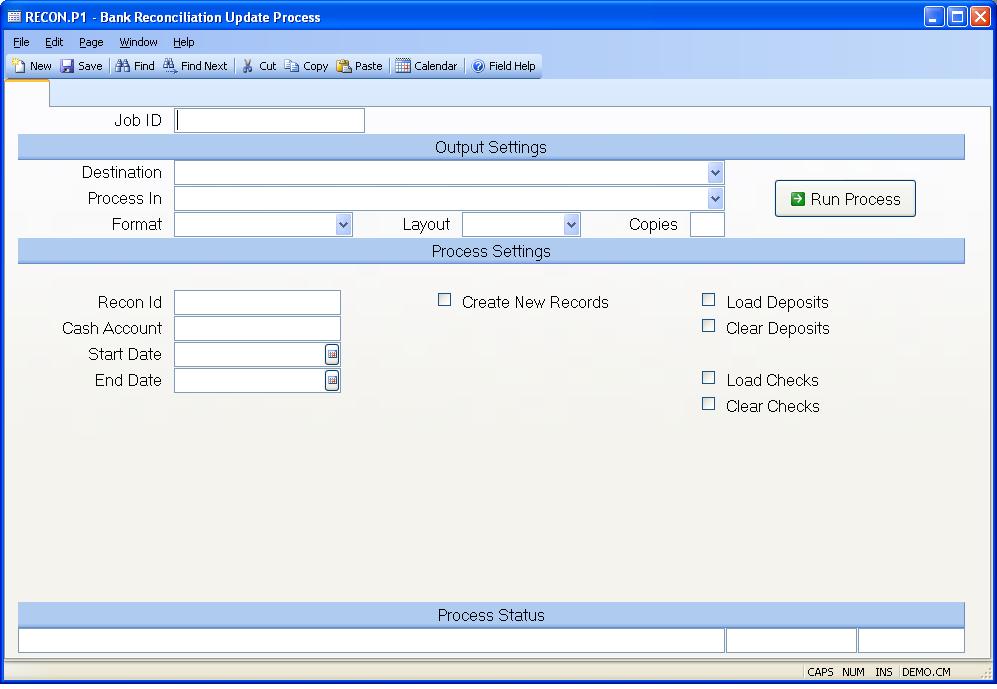 RECON.P1 - Bank Reconciliation Update Process
File Edit Page Window Help
New Save Find Find Next Cut Copy Paste Calendar Field Help
Job ID
Output Settings
Destination
Process In
Run Process
Format Layout Copies
Process Settings
Recon Id Create New Records Load Deposits
Cash Account Clear Deposits
Start Date
End Date Load Checks
Clear Checks
Process Status
CAPS NUM INS DEMO.CM